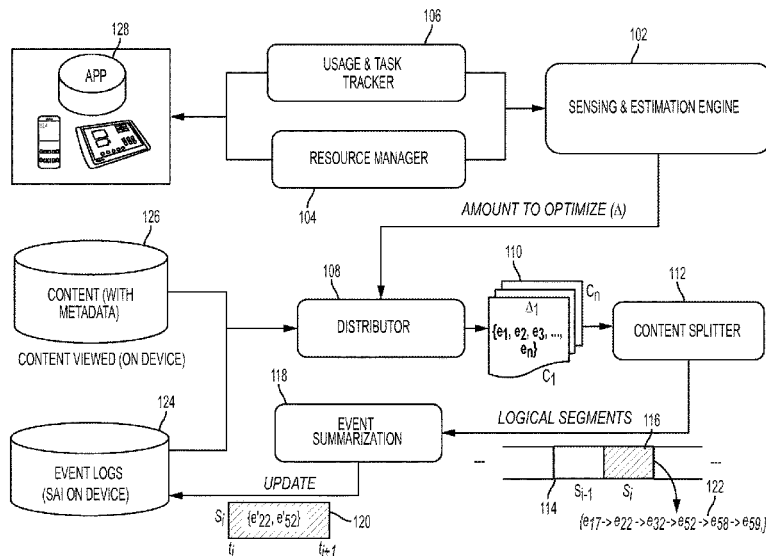 128
APP
106
USAGE & TASK
TRACKER
RESOURCE MANAGER
104
102
SENSING & ESTIMATION ENGINE
AMOUNT TO OPTIMIZE (Δ)
126
CONTENT (WITH
METADATA)
CONTENT VIEWED (ON DEVICE)
108
DISTRIBUTOR
110
Cn
Δ1
{e1, e2, e3, ...,
en}
C1
112
CONTENT SPLITTER
118
EVENT
SUMMARIZATION
LOGICAL SEGMENTS
124
EVENT LOGS
(SAI ON DEVICE)
UPDATE
Si
{e'22, e'52}
120
ti
ti+1
116
---
---
114
Si-1
Si
122
{e17->e22->e32->e52->e58->e59,}